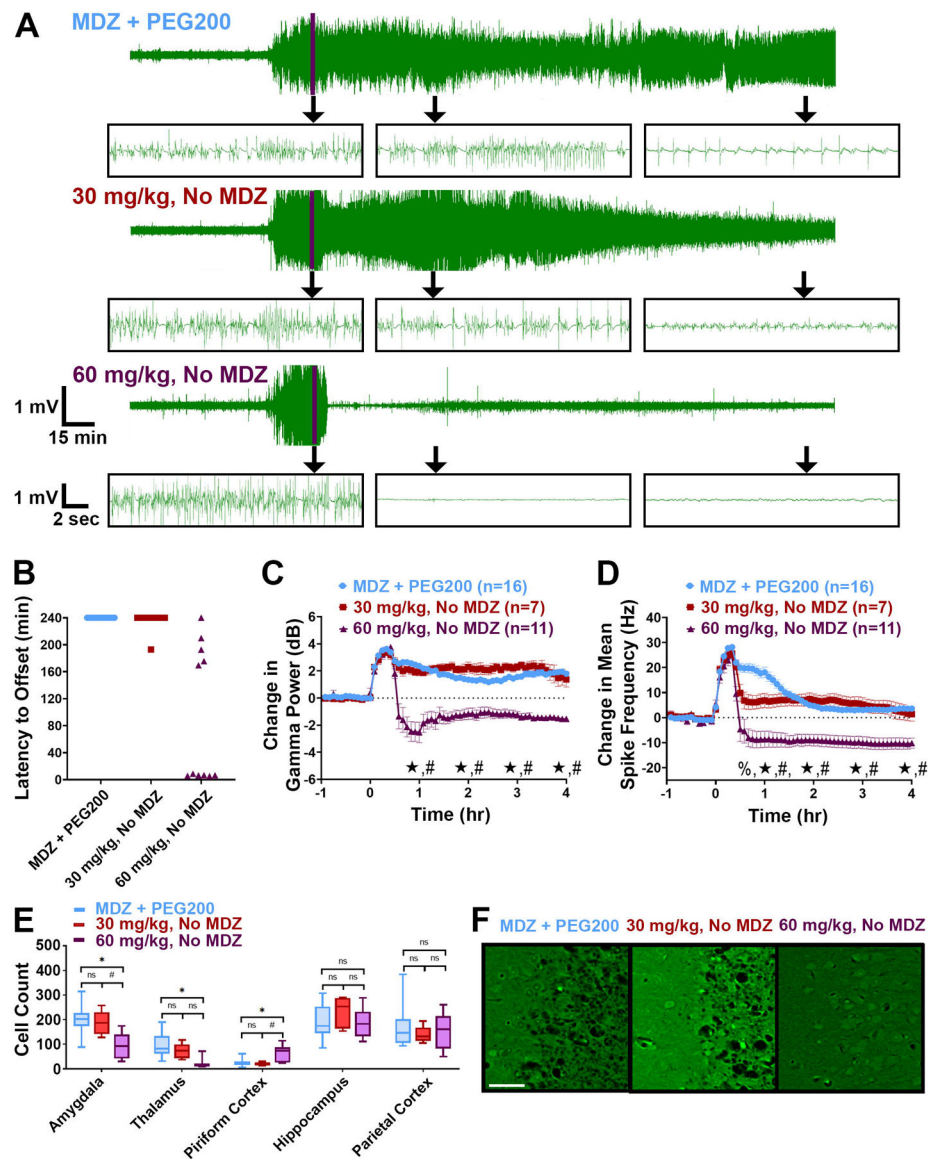 A
MDZ + PEG200
30 mg/kg, No MDZ
60 mg/kg, No MDZ
1 mV
15 min
1 mV
2 sec
B
Latency to Offset (min)
240
200
160
120
80
40
0
MDZ + PEG200
30 mg/kg, No MDZ
60 mg/kg, No MDZ
C
MDZ + PEG200 (n=16)
30 mg/kg, No MDZ (n=7)
60 mg/kg, No MDZ (n=11)
Change in
Gamma Power (dB)
6
4
2
0
-2
-4
-6
★,# ★,# ★,# ★,#
-1 0 1 2 3 4
Time (hr)
D
MDZ + PEG200 (n=16)
30 mg/kg, No MDZ (n=7)
60 mg/kg, No MDZ (n=11)
Change in Mean
Spike Frequency (Hz)
40
30
20
10
0
-10
-20
%,★,#, ★,# ★,# ★,#
-1 0 1 2 3 4
Time (hr)
E
MDZ + PEG200
30 mg/kg, No MDZ
60 mg/kg, No MDZ
Cell Count
500
400
300
200
100
0
*
ns #
*
ns ns
*
ns #
ns
ns ns
ns
ns ns
Amygdala
Thalamus
Piriform Cortex
Hippocampus
Parietal Cortex
F
MDZ + PEG200 30 mg/kg, No MDZ 60 mg/kg, No MDZ